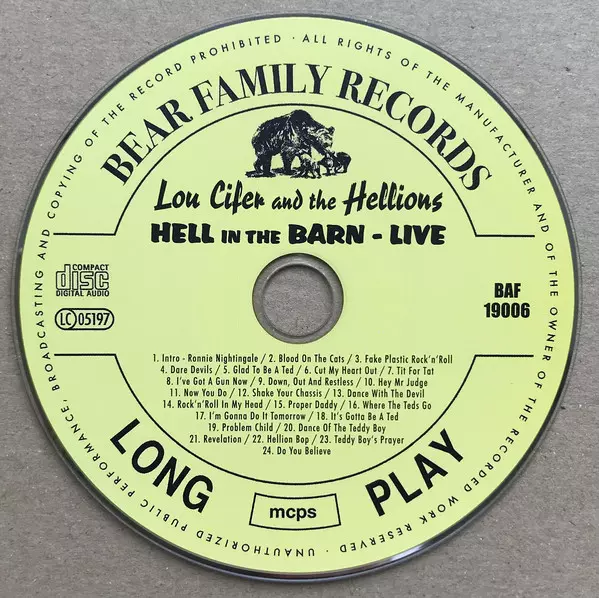 UNAUTHORIZED PUBLIC PERFORMANCE, BROADCASTING AND COPYING OF THE RECORD PROHIBITED · ALL RIGHTS OF THE MANUFACTURER AND OF THE OWNER OF THE RECORDED WORK RESERVED ·
BEAR FAMILY RECORDS
Lou Cifer and the Hellions
HELL IN THE BARN - LIVE
COMPACT
disc
DIGITAL AUDIO
LC 05197
BAF
19006
1. Intro - Rannie Nightingale / 2. Blood On The Cats / 3. Fake Plastic Rock'n'Roll
4. Dare Devils / 5. Glad To Be A Ted / 6. Cut My Heart Out / 7. Tit For Tat
8. I've Got A Gun Now / 9. Down, Out And Restless / 10. Hey Mr Judge
11. Now You Do / 12. Shake Your Chassis / 13. Dance With The Devil
14. Rock'n'Roll In My Head / 15. Proper Daddy / 16. Where The Teds Go
17. I'm Gonna Do It Tomorrow / 18. It's Gotta Be A Ted
19. Problem Child / 20. Dance Of The Teddy Boy
21. Revelation / 22. Hellion Bop / 23. Teddy Boy's Prayer
24. Do You Believe
LONG PLAY
mcps